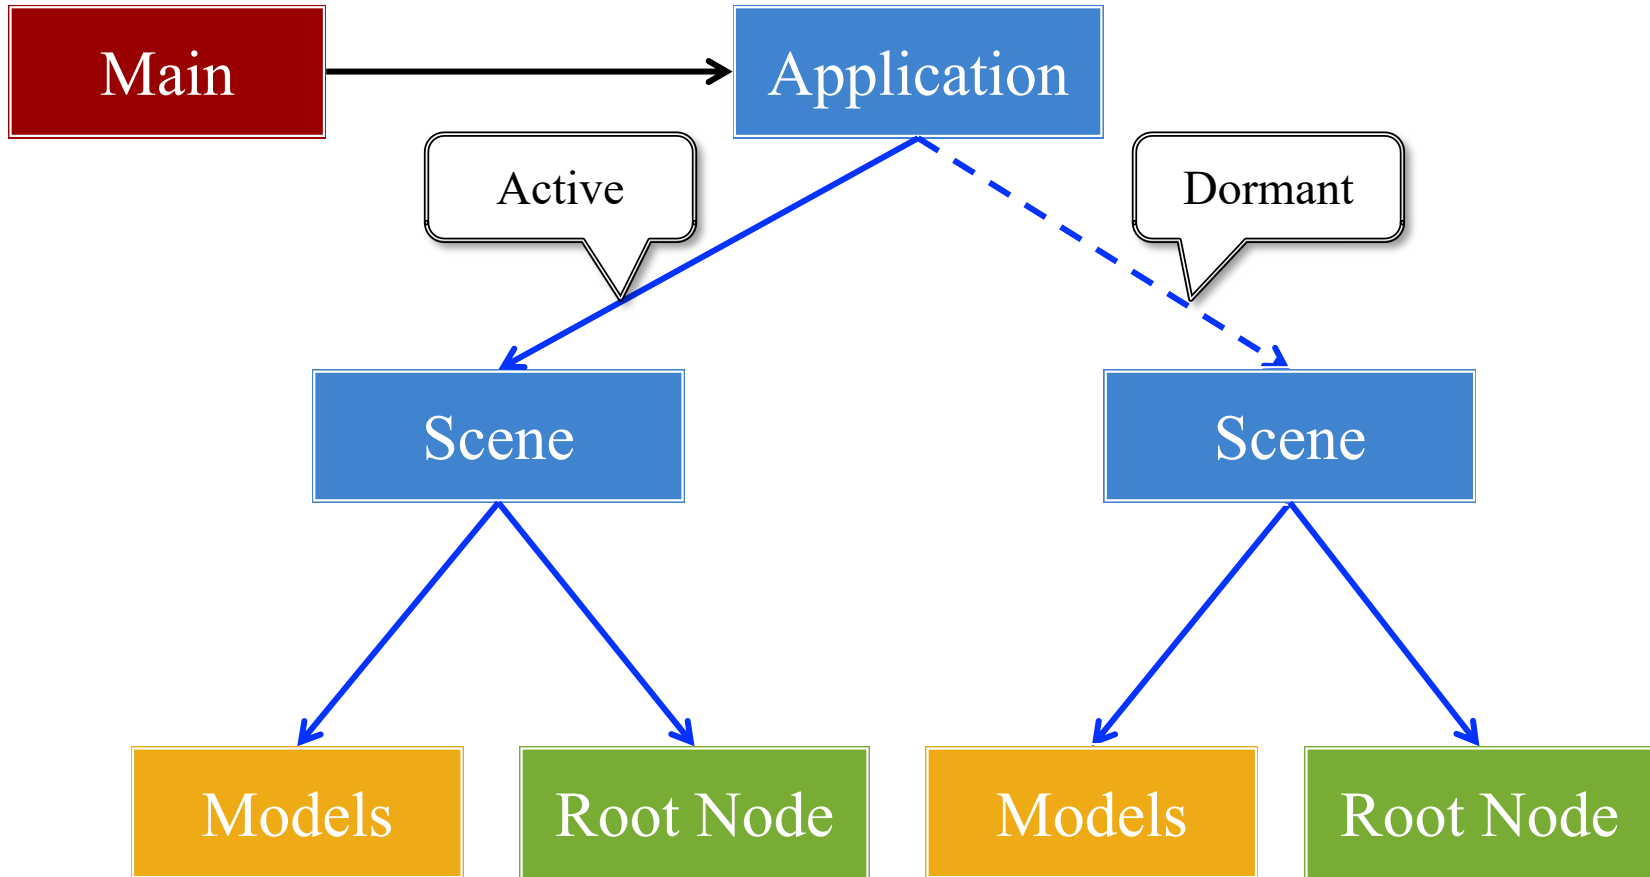 Main
Application
Active
Dormant
Scene
Scene
Models
Root Node
Models
Root Node